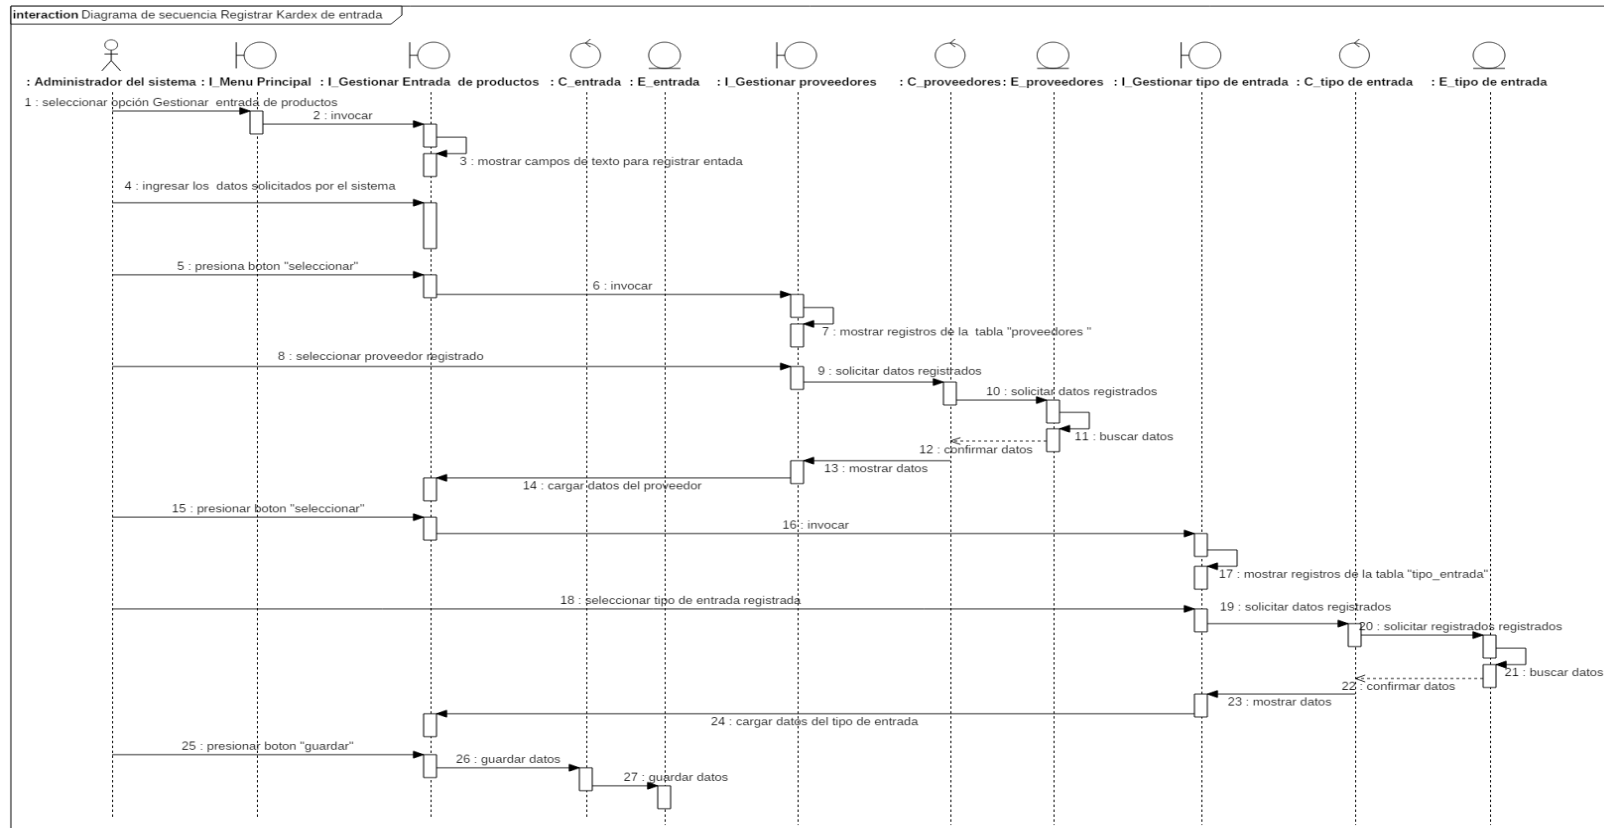 interaction Diagrama de secuencia Registrar Kardex de entrada
: Administrador del sistema : I_Menu Principal : I_Gestionar Entrada de productos : C_entrada : E_entrada : I_Gestionar proveedores : C_proveedores : E_proveedores : I_Gestionar tipo de entrada : C_tipo de entrada : E_tipo de entrada
1 : seleccionar opción Gestionar entrada de productos
2 : invocar
3 : mostrar campos de texto para registrar entada
4 : ingresar los datos solicitados por el sistema
5 : presiona boton "seleccionar"
6 : invocar
7 : mostrar registros de la tabla "proveedores "
8 : seleccionar proveedor registrado
9 : solicitar datos registrados
10 : solicitar datos registrados
11 : buscar datos
12 : confirmar datos
13 : mostrar datos
14 : cargar datos del proveedor
15 : presionar boton "seleccionar"
16 : invocar
17 : mostrar registros de la tabla "tipo_entrada"
18 : seleccionar tipo de entrada registrada
19 : solicitar datos registrados
20 : solicitar registrados registrados
21 : buscar datos
22 : confirmar datos
23 : mostrar datos
24 : cargar datos del tipo de entrada
25 : presionar boton "guardar"
26 : guardar datos
27 : guardar datos